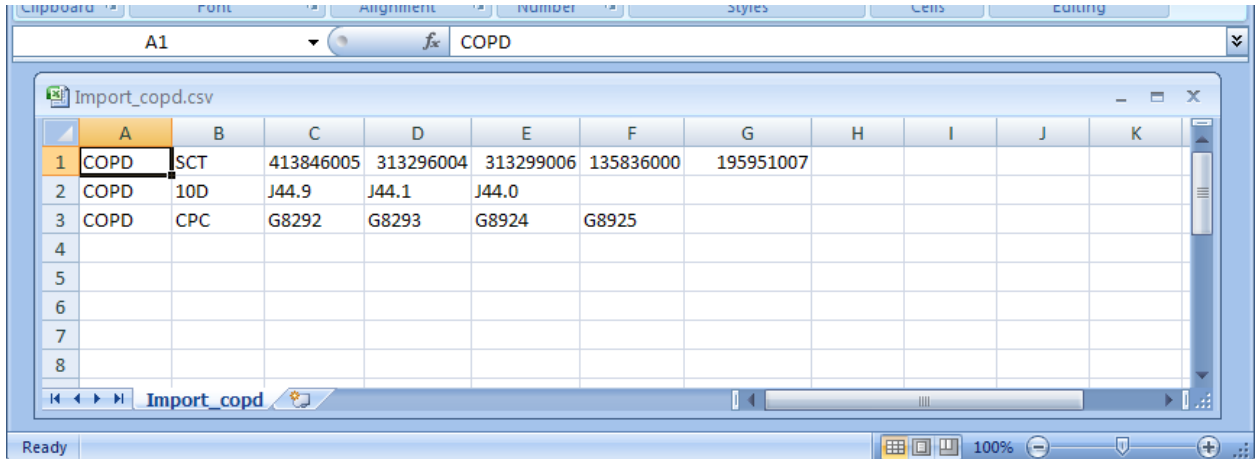 Clipboard Font Alignment Number Styles Cells Editing
A1 fx COPD
Import_copd.csv
A B C D E F G H I J K
1 COPD SCT 413846005 313296004 313299006 135836000 195951007
2 COPD 10D J44.9 J44.1 J44.0
3 COPD CPC G8292 G8293 G8924 G8925
4
5
6
7
8
Import_copd
Ready 100%